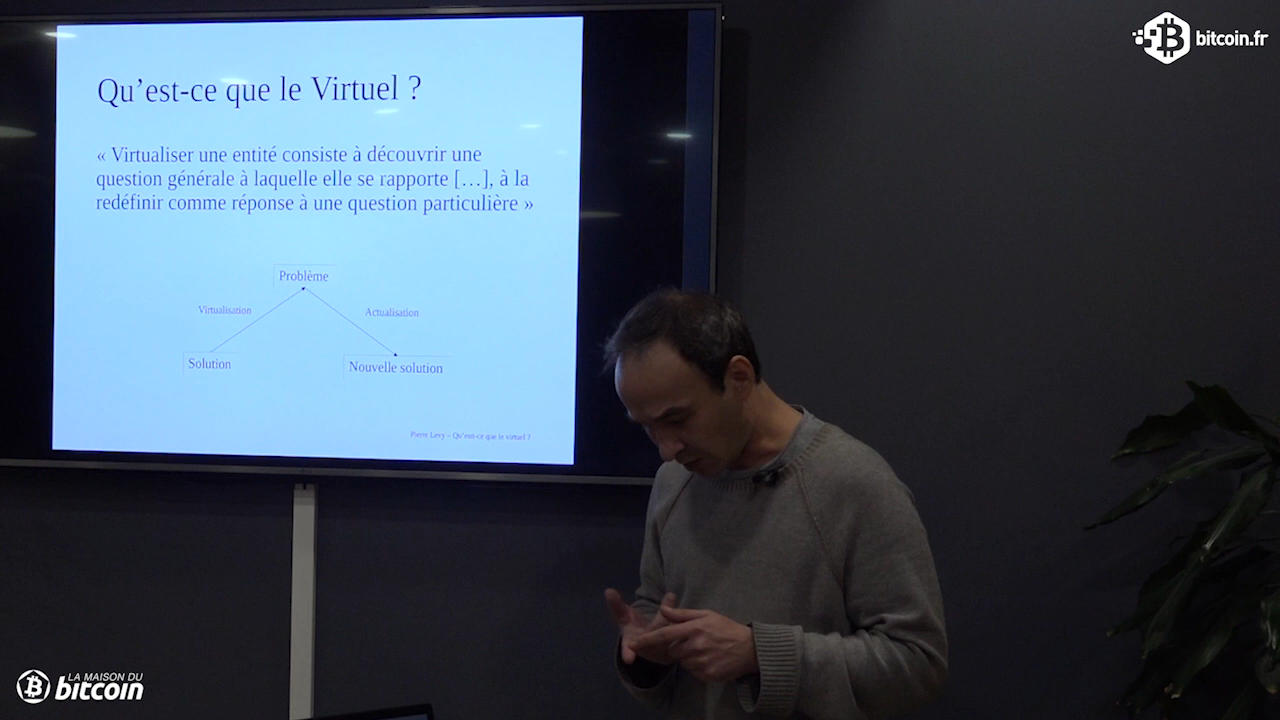 Qu’est-ce que le Virtuel ?
« Virtualiser une entité consiste à découvrir une
question générale à laquelle elle se rapporte […], à la
redéfinir comme réponse à une question particulière »
Problème
Virtualisation
Actualisation
Solution
Nouvelle solution
Pierre Levy – Qu’est-ce que le virtuel ?
bitcoin.fr
LA MAISON DU
bitcoin